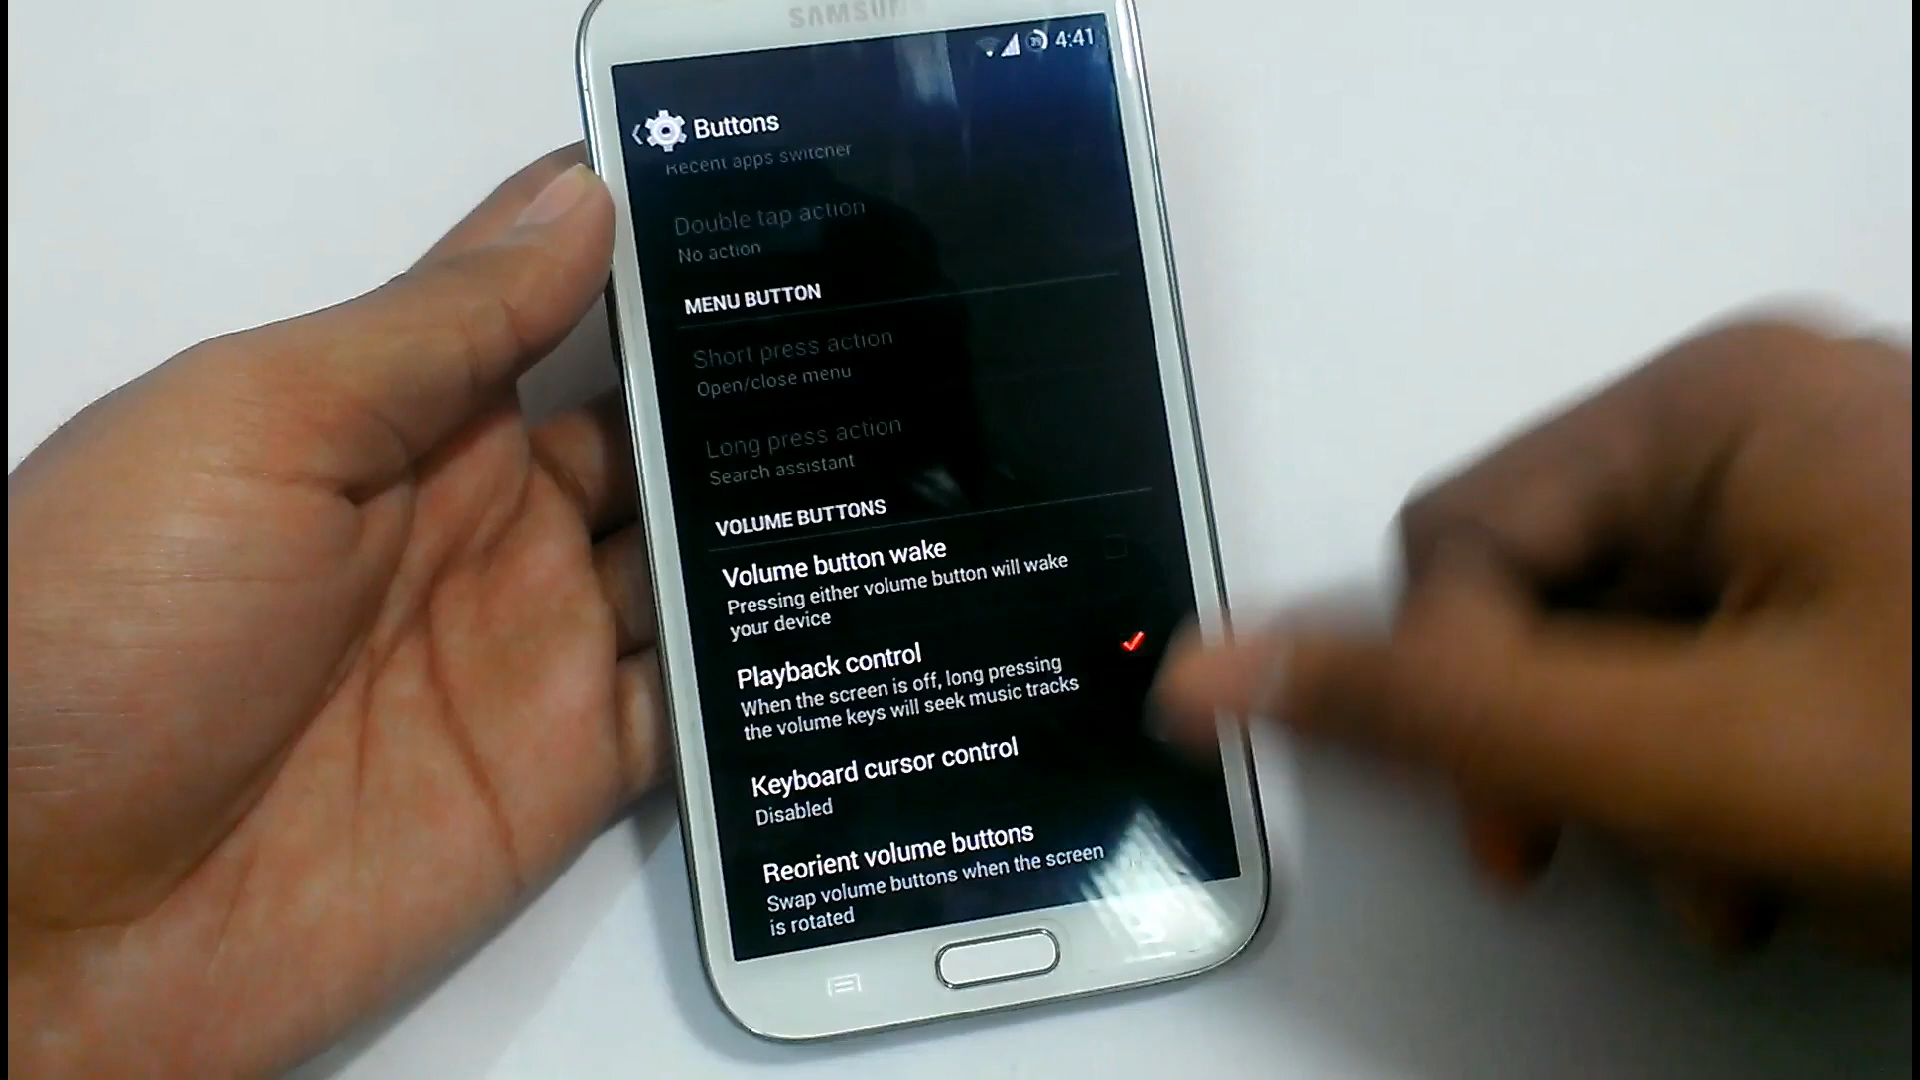 SAMSUNG
39 4:41
Buttons
Recent apps switcher
Double tap action
No action
MENU BUTTON
Short press action
Open/close menu
Long press action
Search assistant
VOLUME BUTTONS
Volume button wake
Pressing either volume button will wake
your device
Playback control
When the screen is off, long pressing
the volume keys will seek music tracks
Keyboard cursor control
Disabled
Reorient volume buttons
Swap volume buttons when the screen
is rotated